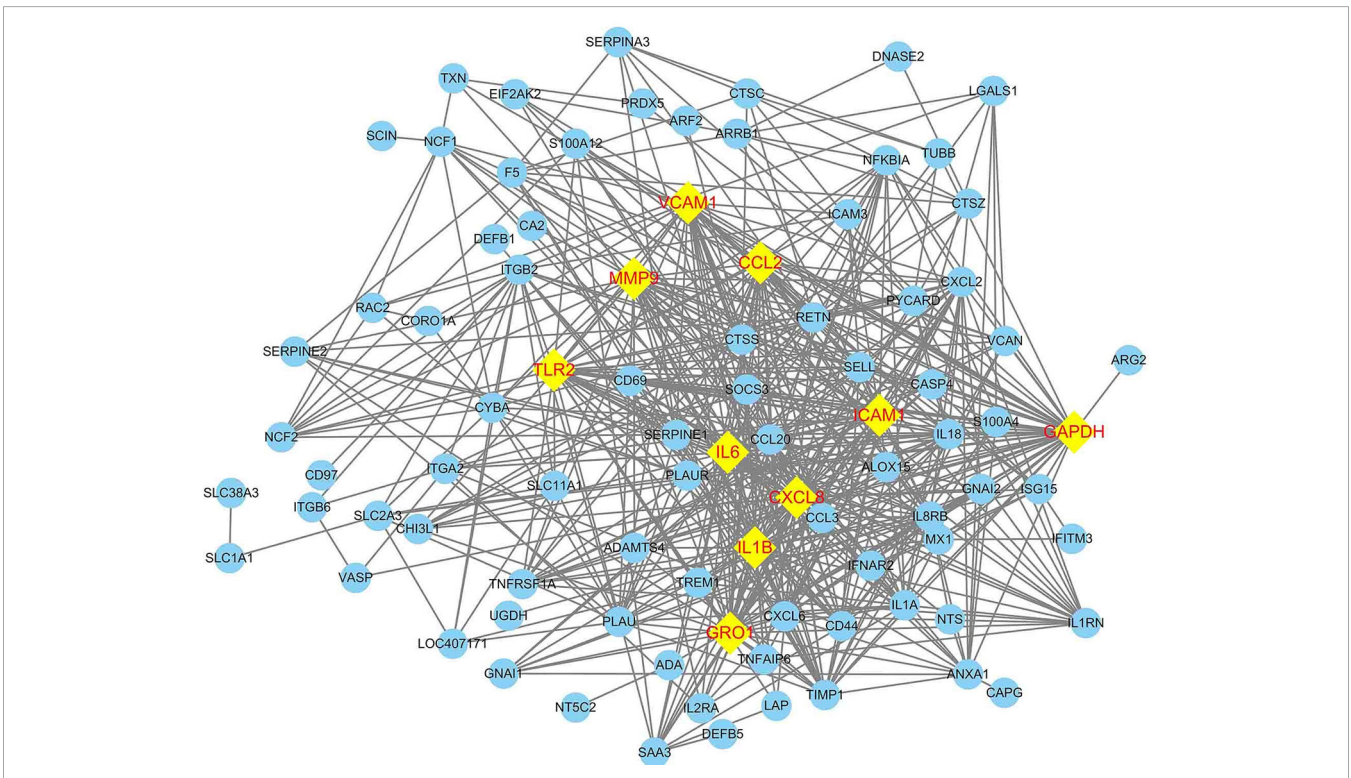 SERPINA3
DNASE2
TXN
EIF2AK2
PRDX5
CTSC
LGALS1
ARF2
ARRB1
SCIN
NCF1
S100A12
NFKBIA
TUBB
F5
VCAM1
CTSZ
ICAM3
CA2
DEFB1
ITGB2
MMP9
CCL2
CXCL2
PYCARD
RAC2
CORO1A
RETN
CTSS
VCAN
SERPINE2
ARG2
TLR2
CD69
SOCS3
SELL
CASP4
CYBA
ICAM1
S100A4
GAPDH
NCF2
SERPINE1
CCL20
IL18
IL6
ITGA2
CD97
PLAUR
ALOX15
SLC38A3
SLC11A1
CXCL8
GNAI2
ISG15
ITGB6
SLC2A3
CHI3L1
CCL3
IL8RB
MX1
IFITM3
SLC1A1
ADAMTS4
IL1B
VASP
TNFRSF1A
TREM1
IFNAR2
UGDH
PLAU
CXCL6
CD44
IL1A
NTS
IL1RN
GRO1
LOC407171
GNAI1
ADA
TNFAIP6
ANXA1
CAPG
NT5C2
IL2RA
LAP
TIMP1
DEFB5
SAA3